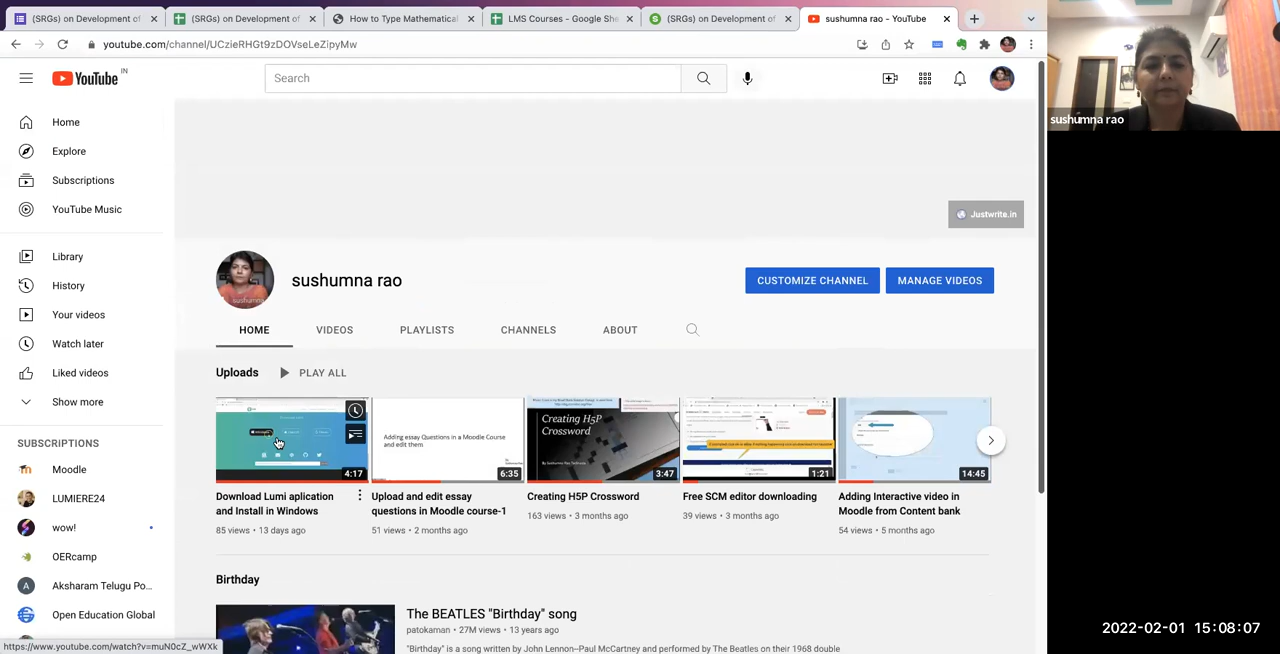 (SRGs) on Development of
(SRGs) on Development of
How to Type Mathematical
LMS Courses - Google She
(SRGs) on Development of
sushumna rao - YouTube
youtube.com/channel/UCzieRHGt9zDOVseLeZipyMw
YouTube IN
Search
Home
Explore
Subscriptions
YouTube Music
Library
History
Your videos
Watch later
Liked videos
Show more
SUBSCRIPTIONS
Moodle
LUMIERE24
wow!
OERcamp
A Aksharam Telugu Po...
Open Education Global
Justwrite.in
sushumna rao
CUSTOMIZE CHANNEL
MANAGE VIDEOS
HOME VIDEOS PLAYLISTS CHANNELS ABOUT
Uploads PLAY ALL
4:17
Adding essay Questions in a Moodle Course
and edit them
6:35
Creating H5P
Crossword
3:47
1:21
14:45
Download Lumi aplication
and Install in Windows
85 views • 13 days ago
Upload and edit essay
questions in Moodle course-1
51 views • 2 months ago
Creating H5P Crossword
163 views • 3 months ago
Free SCM editor downloading
39 views • 3 months ago
Adding Interactive video in
Moodle from Content bank
54 views • 5 months ago
Birthday
The BEATLES "Birthday" song
patokaman • 27M views • 13 years ago
"Birthday" is a song written by John Lennon–Paul McCartney and performed by The Beatles on their 1968 double
https://www.youtube.com/watch?v=muN0cZ_wWXk
sushumna rao
2022-02-01 15:08:07